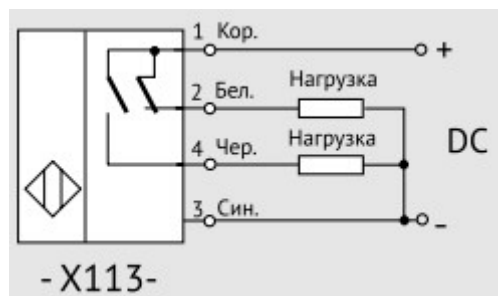 1 Кор. +
Нагрузка
2 Бел.
Нагрузка
4 Чер.
DC
3 Син. -
- X113-